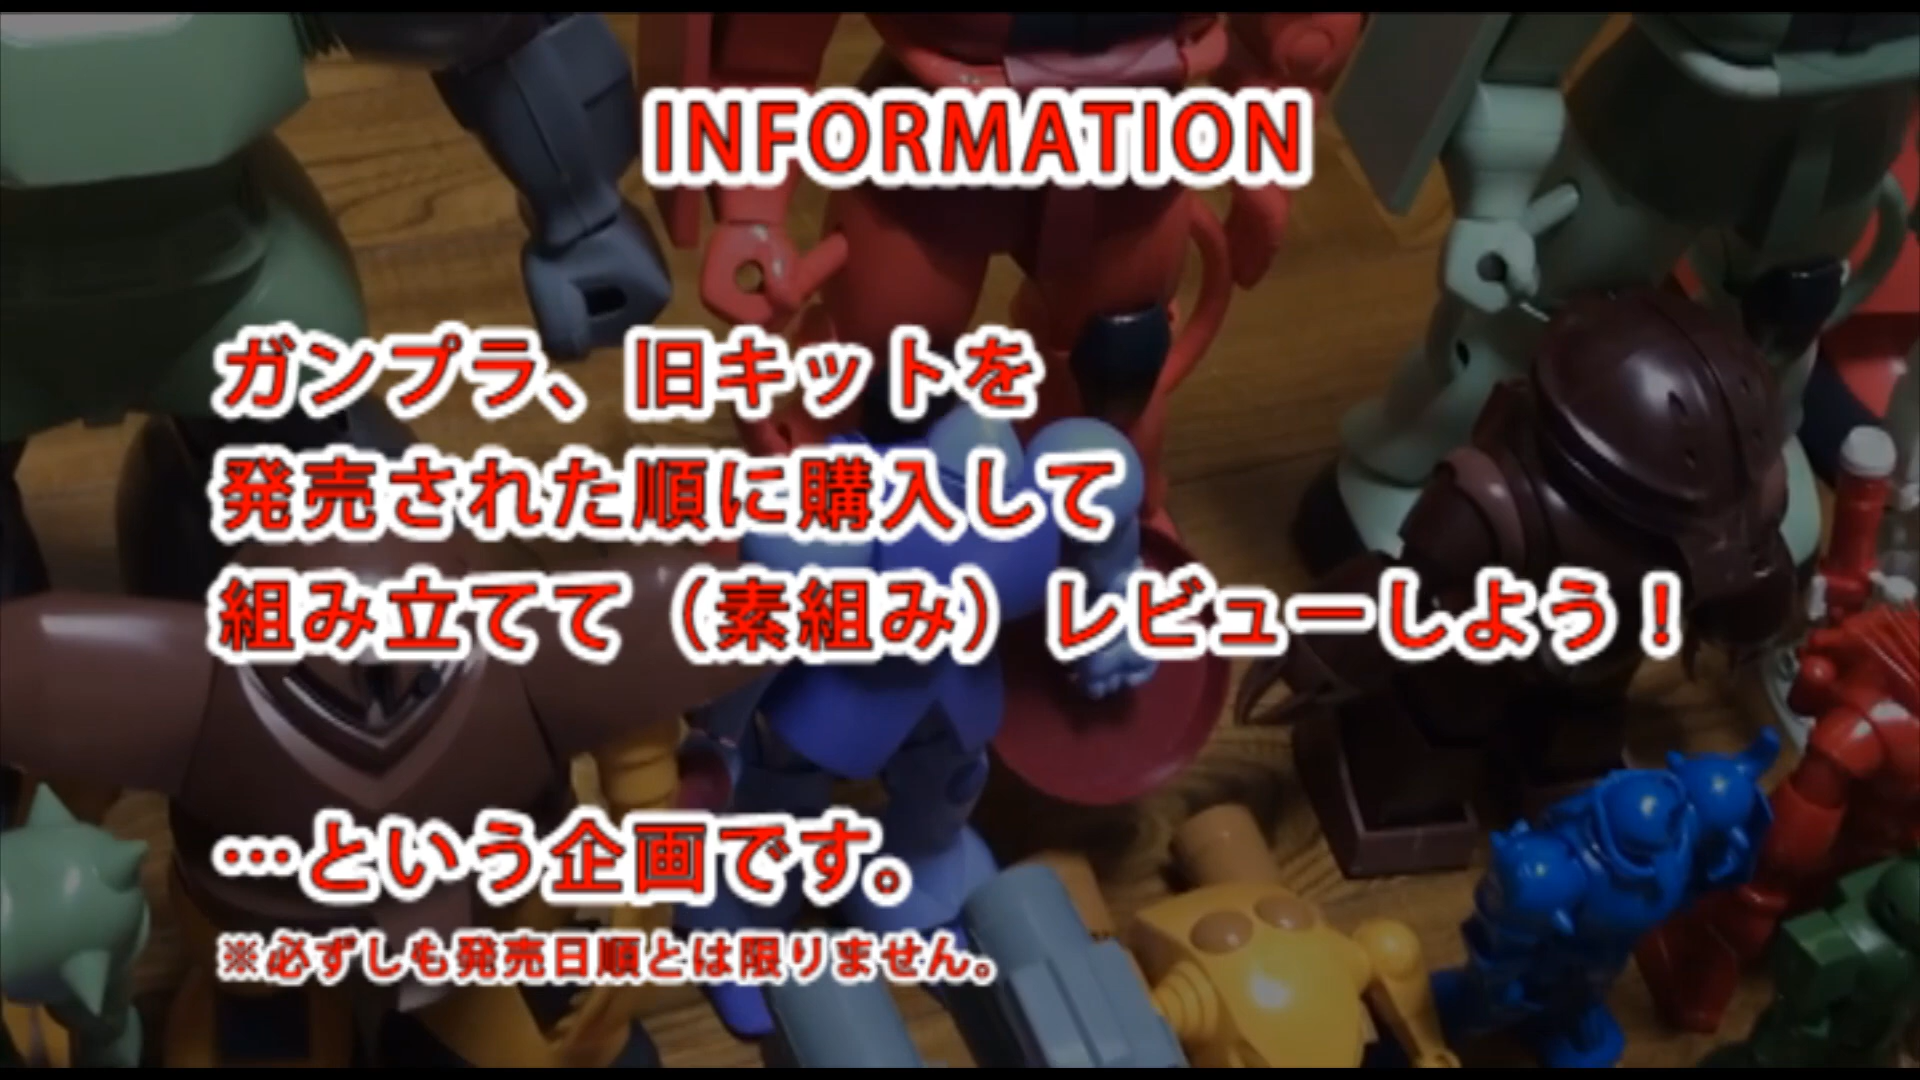 INFORMATION
ガンプラ、旧キットを
発売された順に購入して
組み立てて（素組み）レビューしよう！
…という企画です。
※必ずしも発売日順とは限りません。